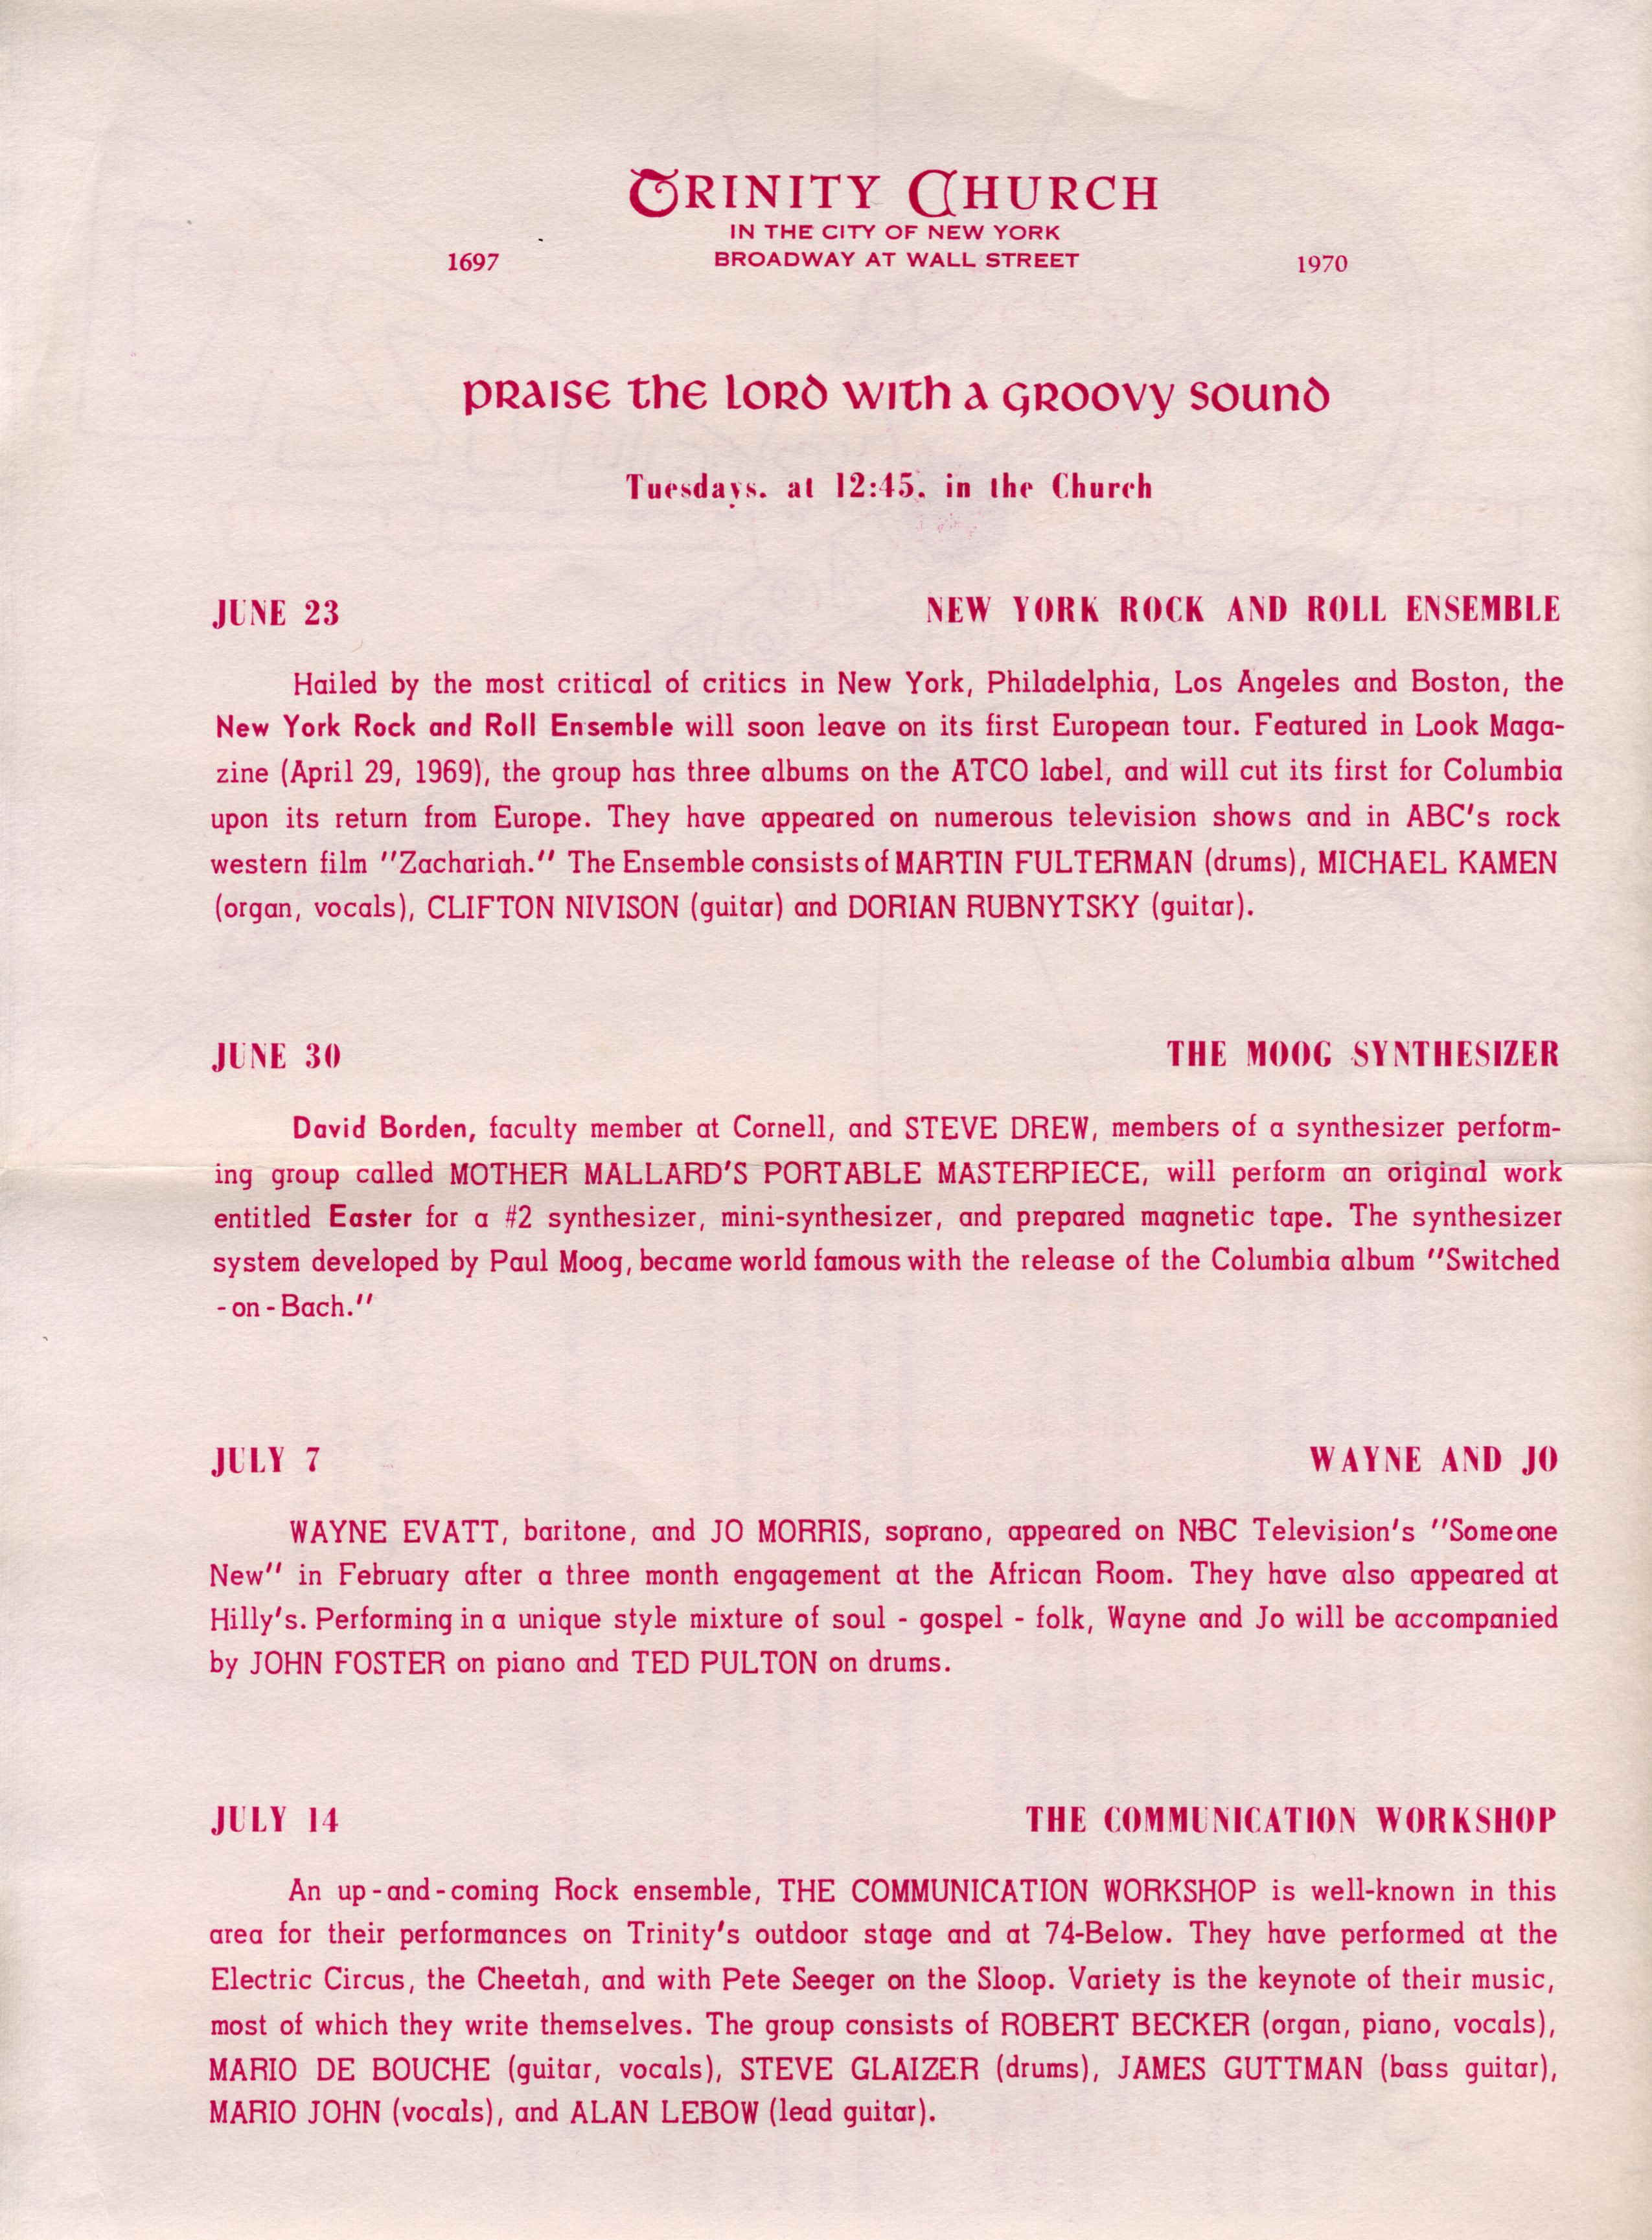 TRINITY CHURCH
IN THE CITY OF NEW YORK
1697 BROADWAY AT WALL STREET 1970
PRAISE the LORD with a GROOVY SOUND
Tuesdays. at 12:45. in the Church
JUNE 23 NEW YORK ROCK AND ROLL ENSEMBLE
Hailed by the most critical of critics in New York, Philadelphia, Los Angeles and Boston, the
New York Rock and Roll Ensemble will soon leave on its first European tour. Featured in Look Maga-
zine (April 29, 1969), the group has three albums on the ATCO label, and will cut its first for Columbia
upon its return from Europe. They have appeared on numerous television shows and in ABC's rock
western film "Zachariah." The Ensemble consists of MARTIN FULTERMAN (drums), MICHAEL KAMEN
(organ, vocals), CLIFTON NIVISON (guitar) and DORIAN RUBNYTSKY (guitar).
JUNE 30 THE MOOG SYNTHESIZER
David Borden, faculty member at Cornell, and STEVE DREW, members of a synthesizer perform-
ing group called MOTHER MALLARD'S PORTABLE MASTERPIECE, will perform an original work
entitled Easter for a #2 synthesizer, mini-synthesizer, and prepared magnetic tape. The synthesizer
system developed by Paul Moog, became world famous with the release of the Columbia album "Switched
-on-Bach."
JULY 7 WAYNE AND JO
WAYNE EVATT, baritone, and JO MORRIS, soprano, appeared on NBC Television's "Someone
New" in February after a three month engagement at the African Room. They have also appeared at
Hilly's. Performing in a unique style mixture of soul - gospel - folk, Wayne and Jo will be accompanied
by JOHN FOSTER on piano and TED PULTON on drums.
JULY 14 THE COMMUNICATION WORKSHOP
An up-and-coming Rock ensemble, THE COMMUNICATION WORKSHOP is well-known in this
area for their performances on Trinity's outdoor stage and at 74-Below. They have performed at the
Electric Circus, the Cheetah, and with Pete Seeger on the Sloop. Variety is the keynote of their music,
most of which they write themselves. The group consists of ROBERT BECKER (organ, piano, vocals),
MARIO DE BOUCHE (guitar, vocals), STEVE GLAIZER (drums), JAMES GUTTMAN (bass guitar),
MARIO JOHN (vocals), and ALAN LEBOW (lead guitar).